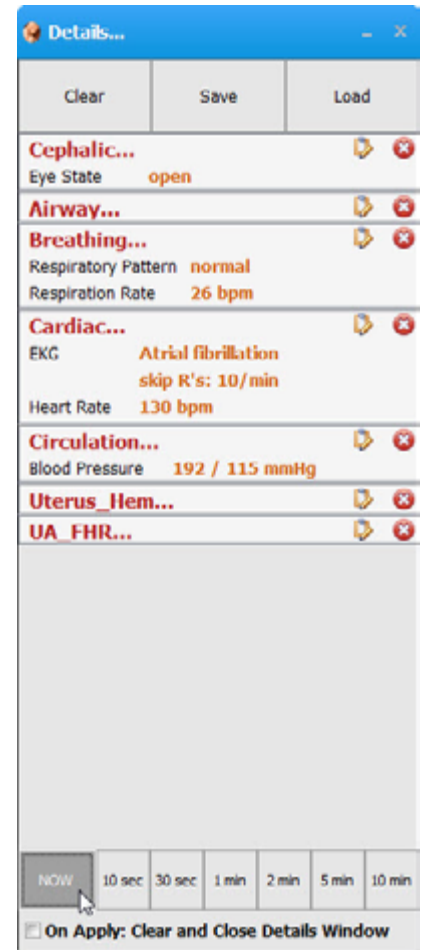 Details...
Clear Save Load
Cephalic...
Eye State open
Airway...
Breathing...
Respiratory Pattern normal
Respiration Rate 26 bpm
Cardiac...
EKG Atrial fibrillation
skip R's: 10/min
Heart Rate 130 bpm
Circulation...
Blood Pressure 192 / 115 mmHg
Uterus_Hem...
UA_FHR...
NOW 10 sec 30 sec 1 min 2 min 5 min 10 min
On Apply: Clear and Close Details Window